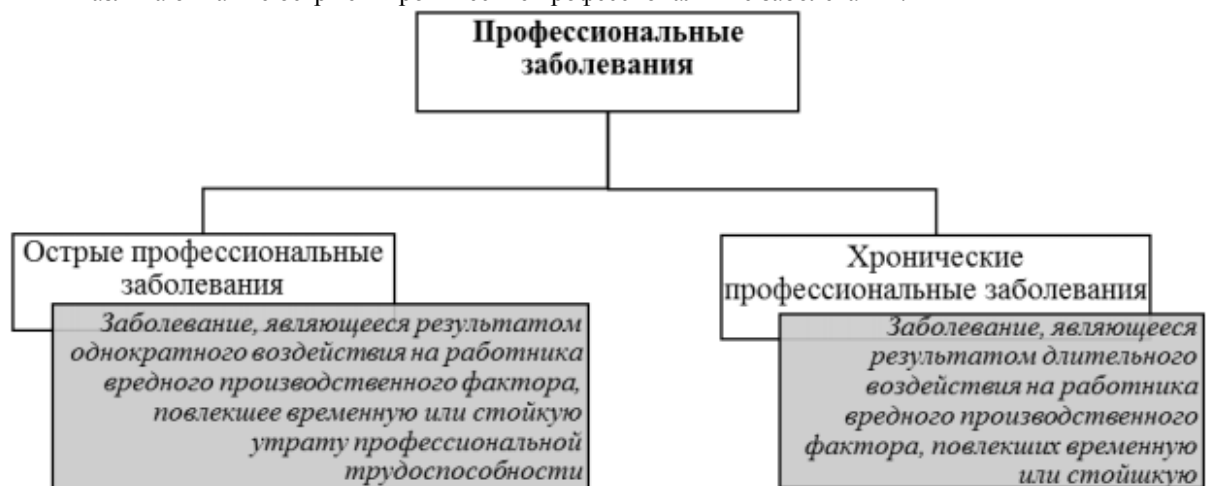 Профессиональные
заболевания
Острые профессиональные
заболевания
Заболевание, являющееся результатом
однократного воздействия на работника
вредного производственного фактора,
повлекшее временную или стойкую
утрату профессиональной
трудоспособности
Хронические
профессиональные заболевания
Заболевание, являющееся
результатом длительного
воздействия на работника
вредного производственного
фактора, повлекших временную
или стойшкую